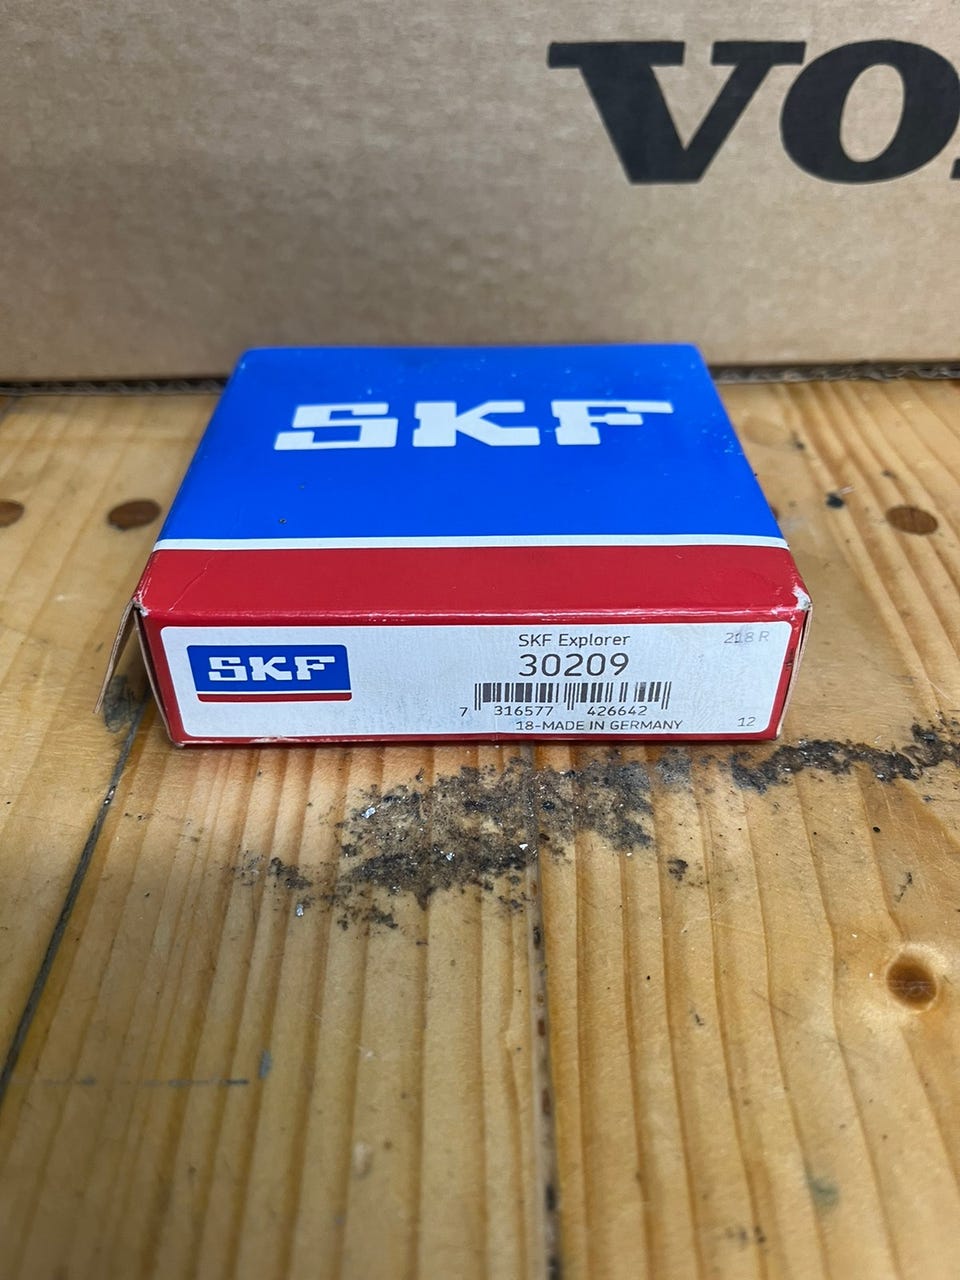 VO
SKF
SKF
SKF Explorer
218 R
30209
7 316577 426642
18-MADE IN GERMANY
12